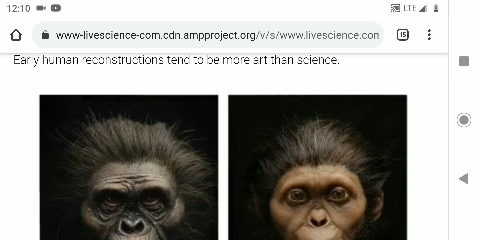 12:10 LTE
www-livescience-com.cdn.ampproject.org/v/s/www.livescience.com 15
Early human reconstructions tend to be more art than science.